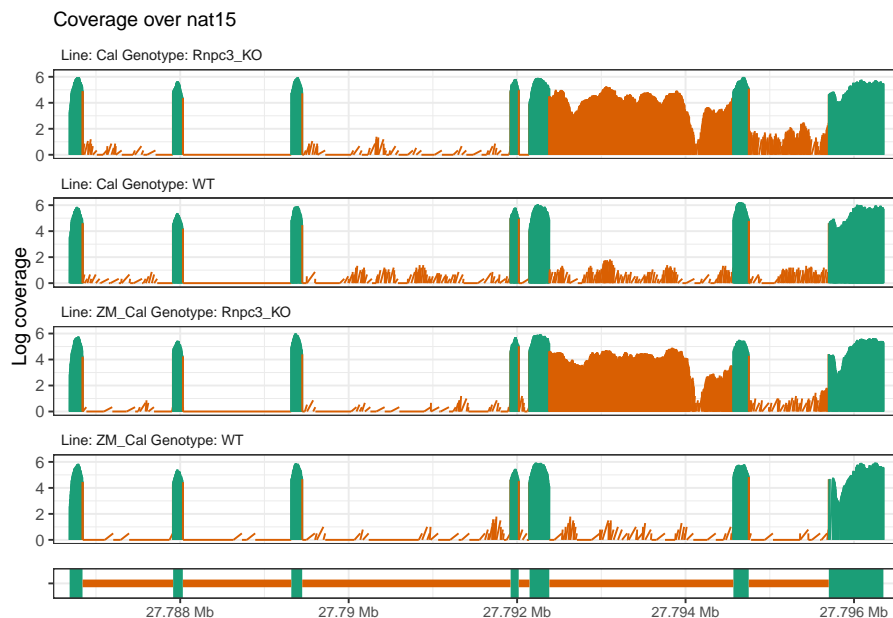 Coverage over nat15
Line: Cal Genotype: Rnpc3_KO
6
4
2
0
Line: Cal Genotype: WT
6
4
2
0
Log coverage
Line: ZM_Cal Genotype: Rnpc3_KO
6
4
2
0
Line: ZM_Cal Genotype: WT
6
4
2
0
27.788 Mb 27.79 Mb 27.792 Mb 27.794 Mb 27.796 Mb